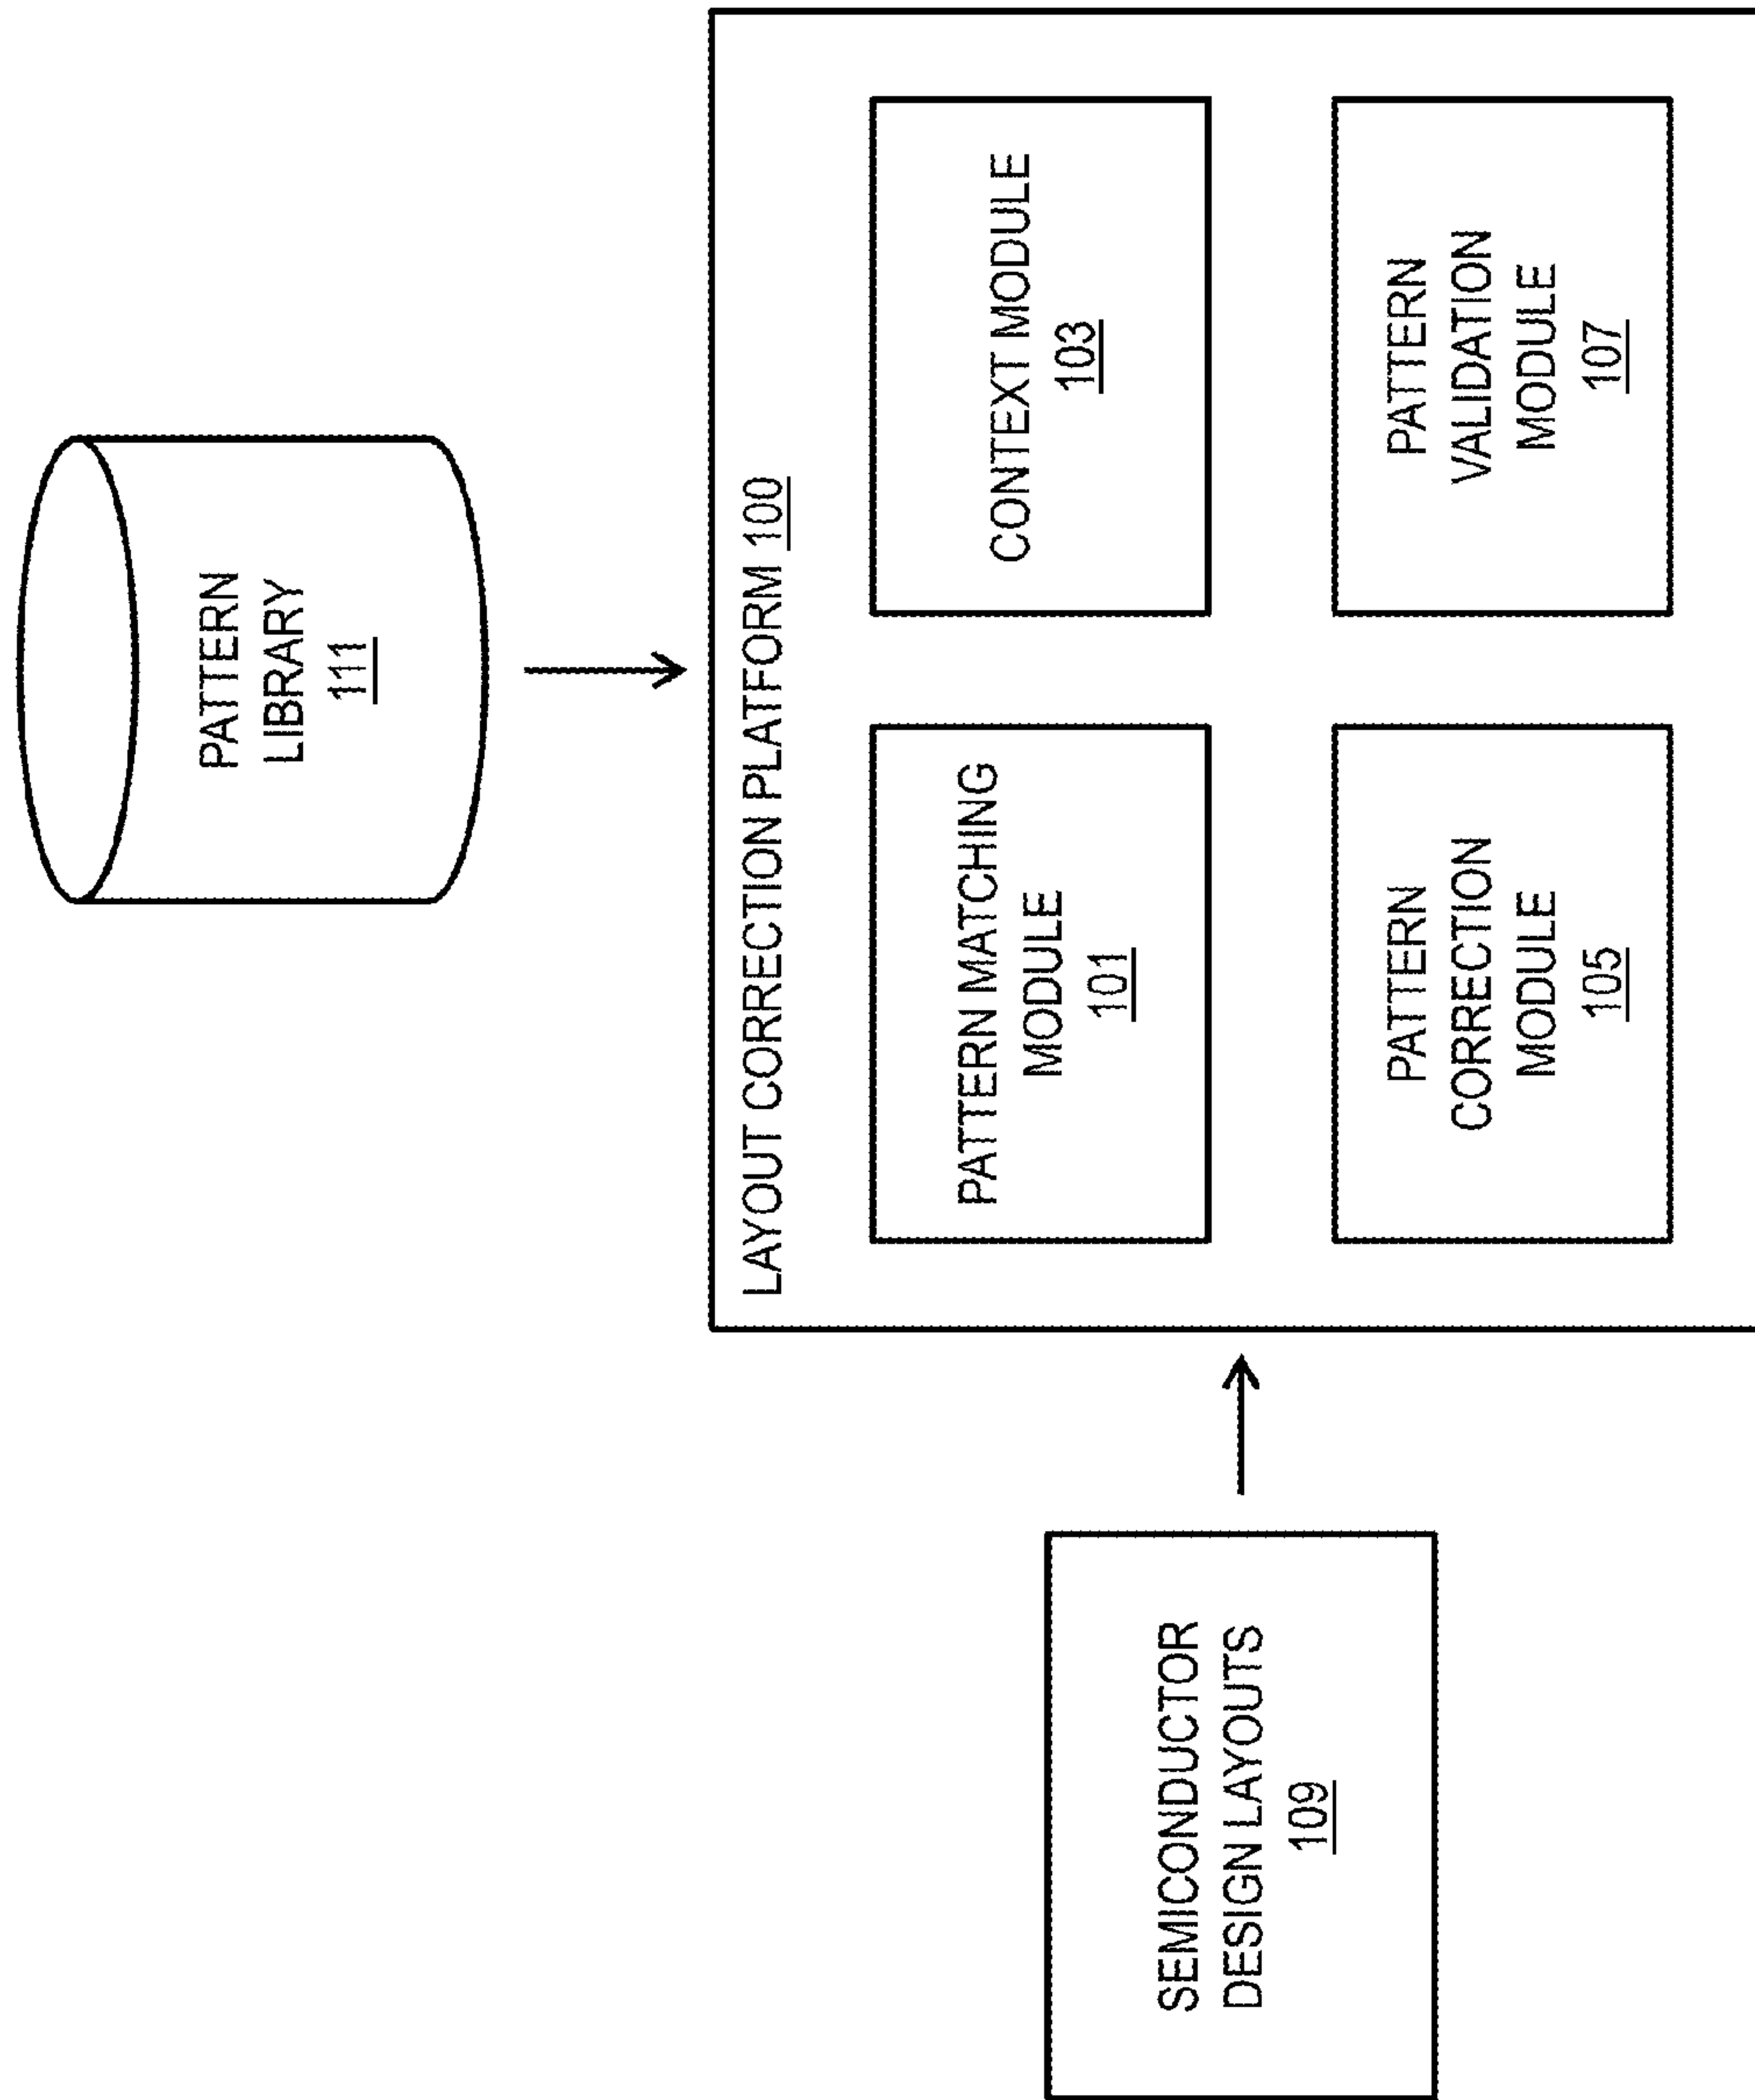 PATTERN
LIBRARY
111
LAYOUT CORRECTION PLATFORM 100
PATTERN MATCHING
MODULE
101
CONTEXT MODULE
103
PATTERN
CORRECTION
MODULE
105
PATTERN
VALIDATION
MODULE
107
SEMICONDUCTOR
DESIGN LAYOUTS
109